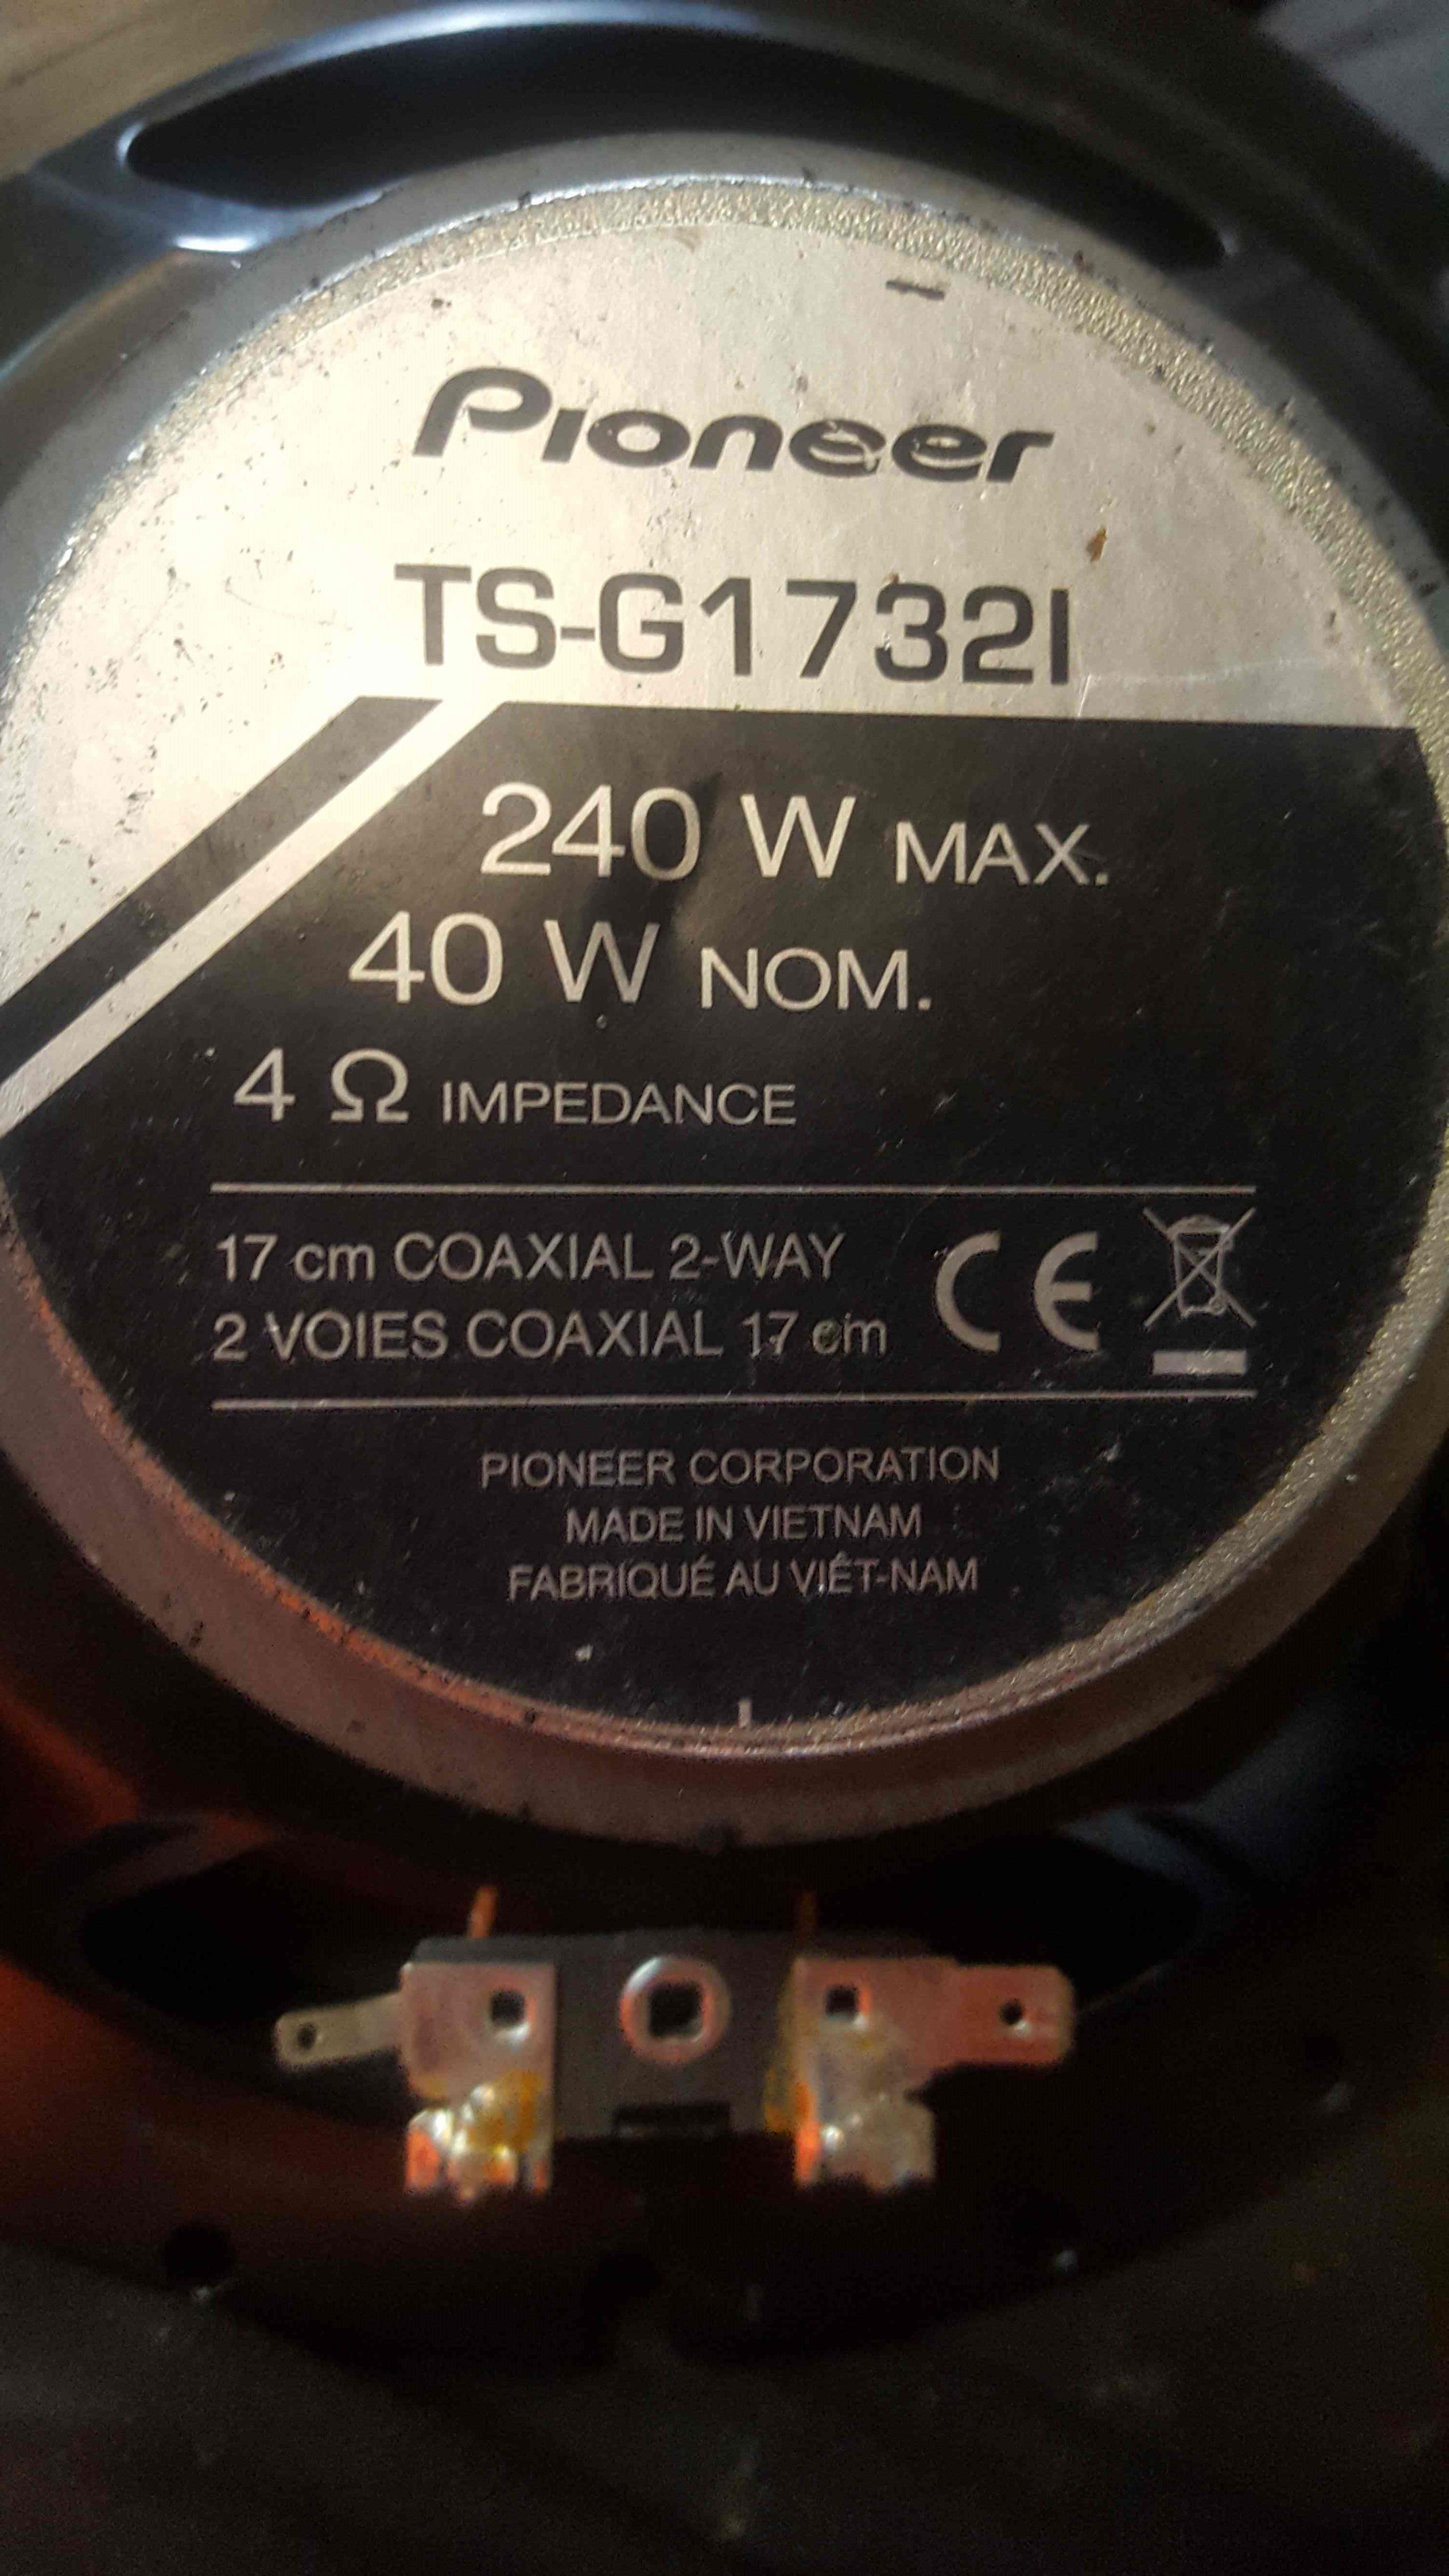 Pioneer
TS-G1732I
240 W MAX.
40 W NOM.
4 Ω IMPEDANCE
17 cm COAXIAL 2-WAY
2 VOIES COAXIAL 17 cm
CE
PIONEER CORPORATION
MADE IN VIETNAM
FABRIQUÉ AU VIÊT-NAM